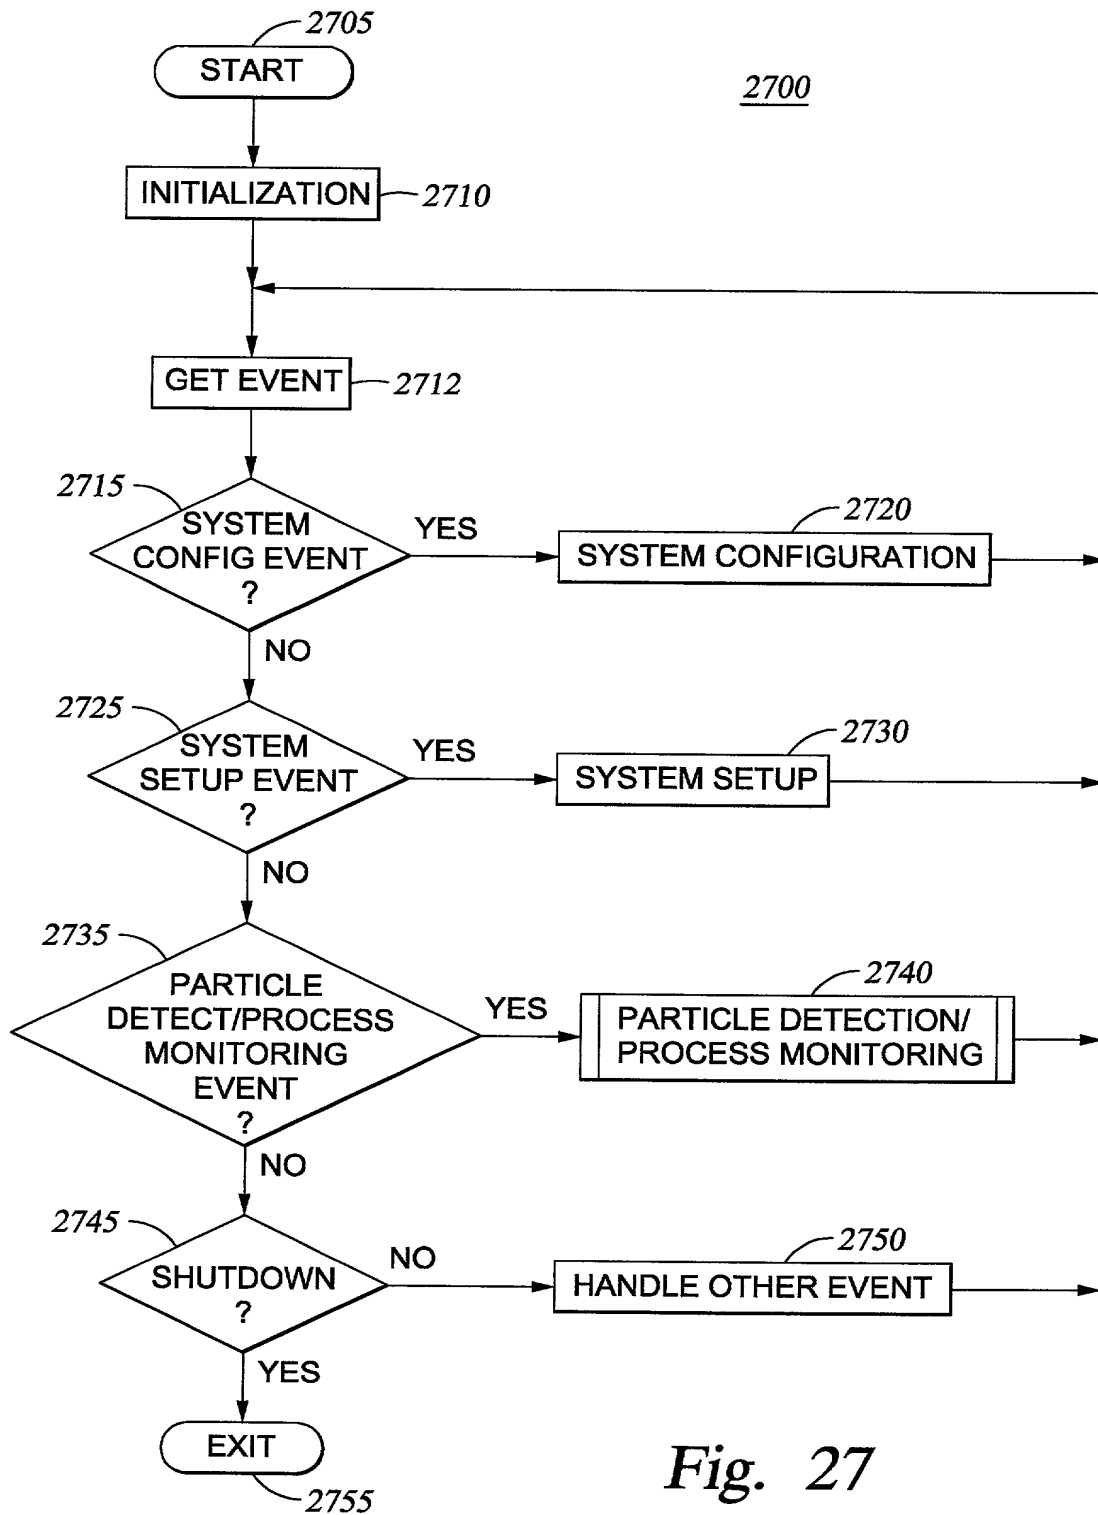 2705
START
2700
INITIALIZATION
2710
GET EVENT
2712
2715
SYSTEM
CONFIG EVENT
?
YES
2720
SYSTEM CONFIGURATION
NO
2725
SYSTEM
SETUP EVENT
?
YES
2730
SYSTEM SETUP
NO
2735
PARTICLE
DETECT/PROCESS
MONITORING
EVENT
?
YES
2740
PARTICLE DETECTION/
PROCESS MONITORING
NO
2745
SHUTDOWN
?
NO
2750
HANDLE OTHER EVENT
YES
EXIT
2755
Fig. 27